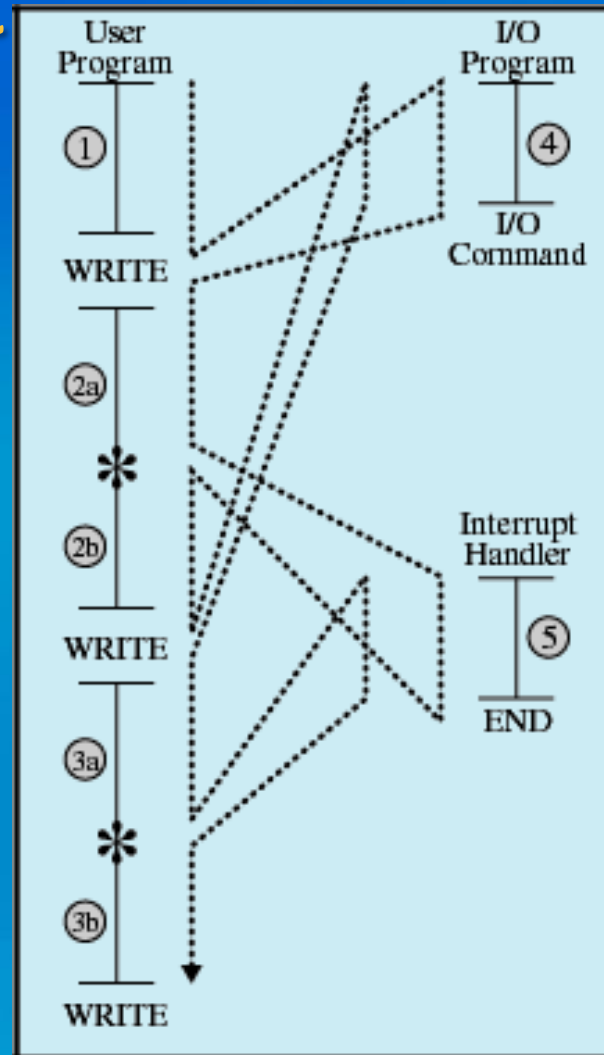 User
Program
1
WRITE
2a
*
2b
WRITE
3a
*
3b
WRITE
I/O
Program
4
I/O
Command
Interrupt
Handler
5
END